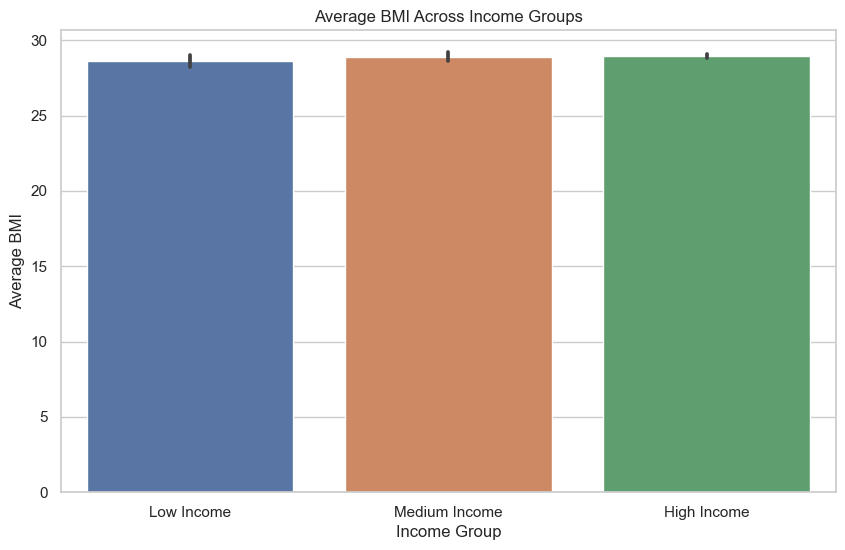 Average BMI Across Income Groups
30
25
20
15
10
5
0
Average BMI
Low Income
Medium Income
High Income
Income Group